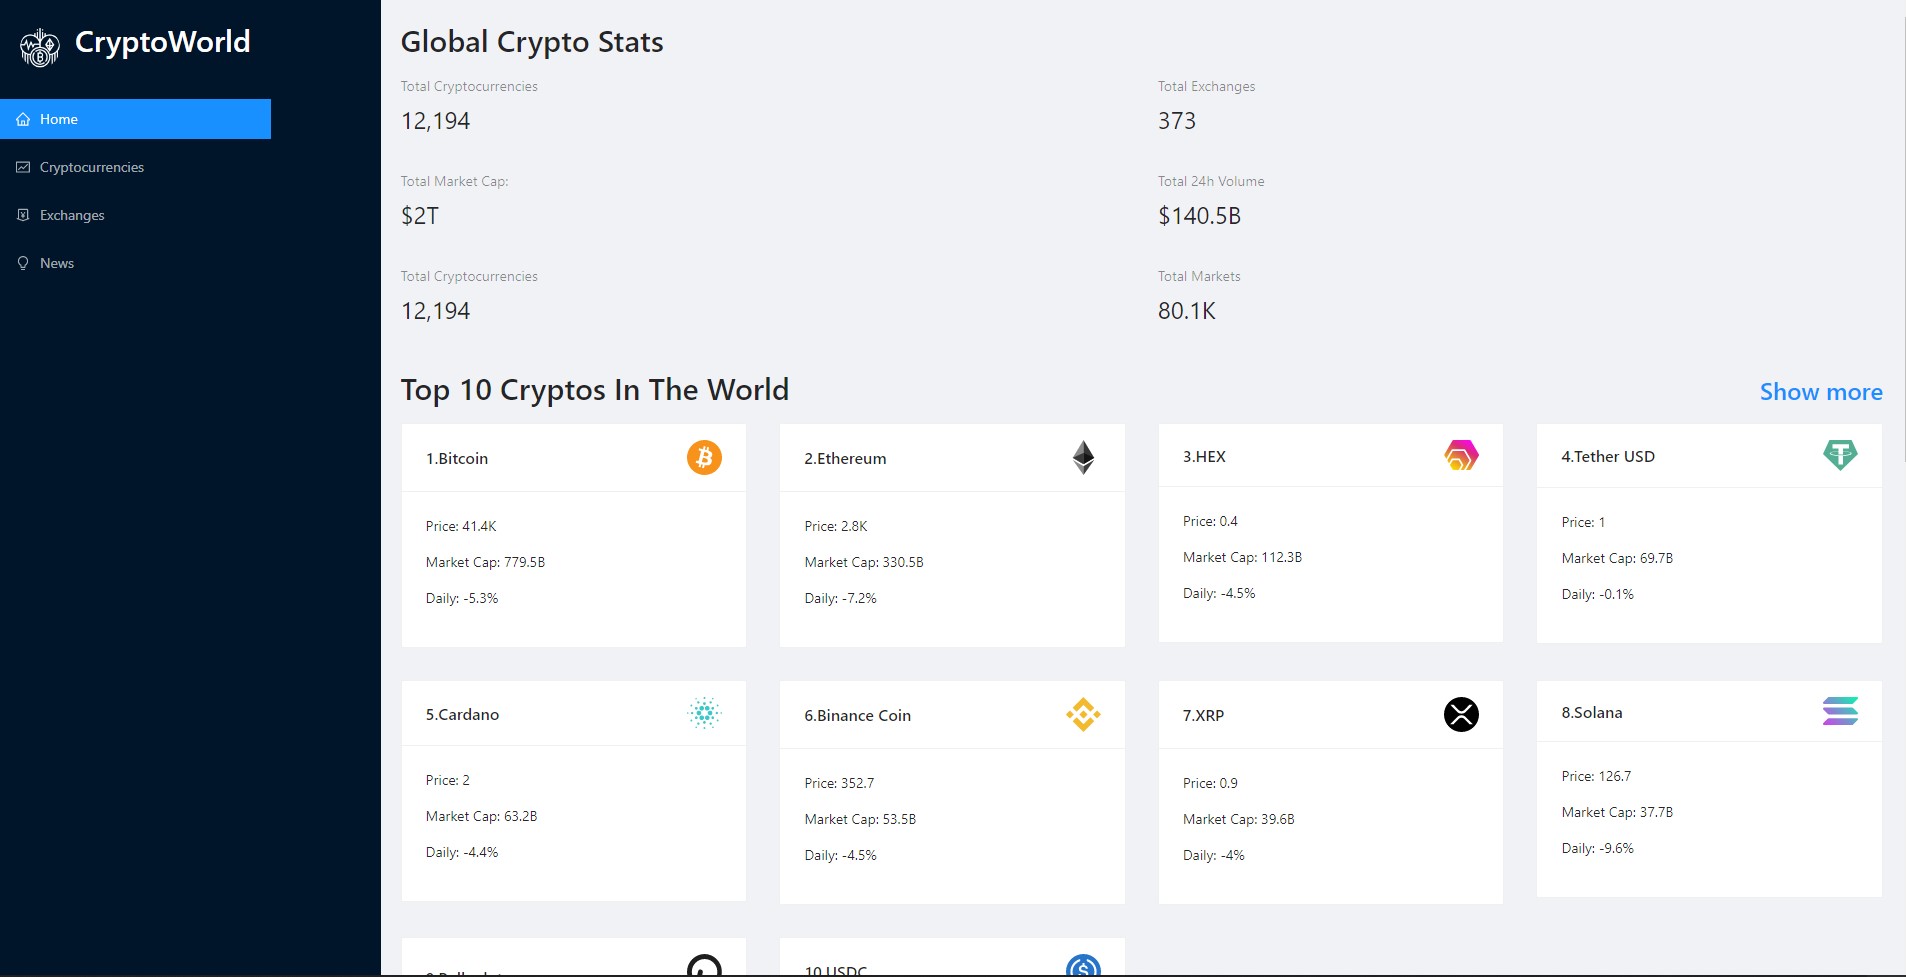 CryptoWorld
Home
Cryptocurrencies
Exchanges
News
Global Crypto Stats
Total Cryptocurrencies
12,194
Total Exchanges
373
Total Market Cap:
$2T
Total 24h Volume
$140.5B
Total Cryptocurrencies
12,194
Total Markets
80.1K
Top 10 Cryptos In The World
Show more
1.Bitcoin
Price: 41.4K
Market Cap: 779.5B
Daily: -5.3%
2.Ethereum
Price: 2.8K
Market Cap: 330.5B
Daily: -7.2%
3.HEX
Price: 0.4
Market Cap: 112.3B
Daily: -4.5%
4.Tether USD
Price: 1
Market Cap: 69.7B
Daily: -0.1%
5.Cardano
Price: 2
Market Cap: 63.2B
Daily: -4.4%
6.Binance Coin
Price: 352.7
Market Cap: 53.5B
Daily: -4.5%
7.XRP
Price: 0.9
Market Cap: 39.6B
Daily: -4%
8.Solana
Price: 126.7
Market Cap: 37.7B
Daily: -9.6%
10.USDC